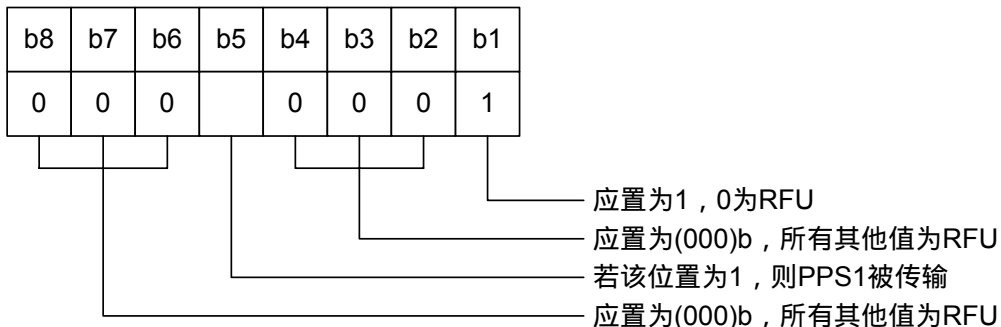 b8 b7 b6 b5 b4 b3 b2 b1
0 0 0 0 0 0 1
应置为1，0为RFU
应置为(000)b，所有其他值为RFU
若该位置为1，则PPS1被传输
应置为(000)b，所有其他值为RFU